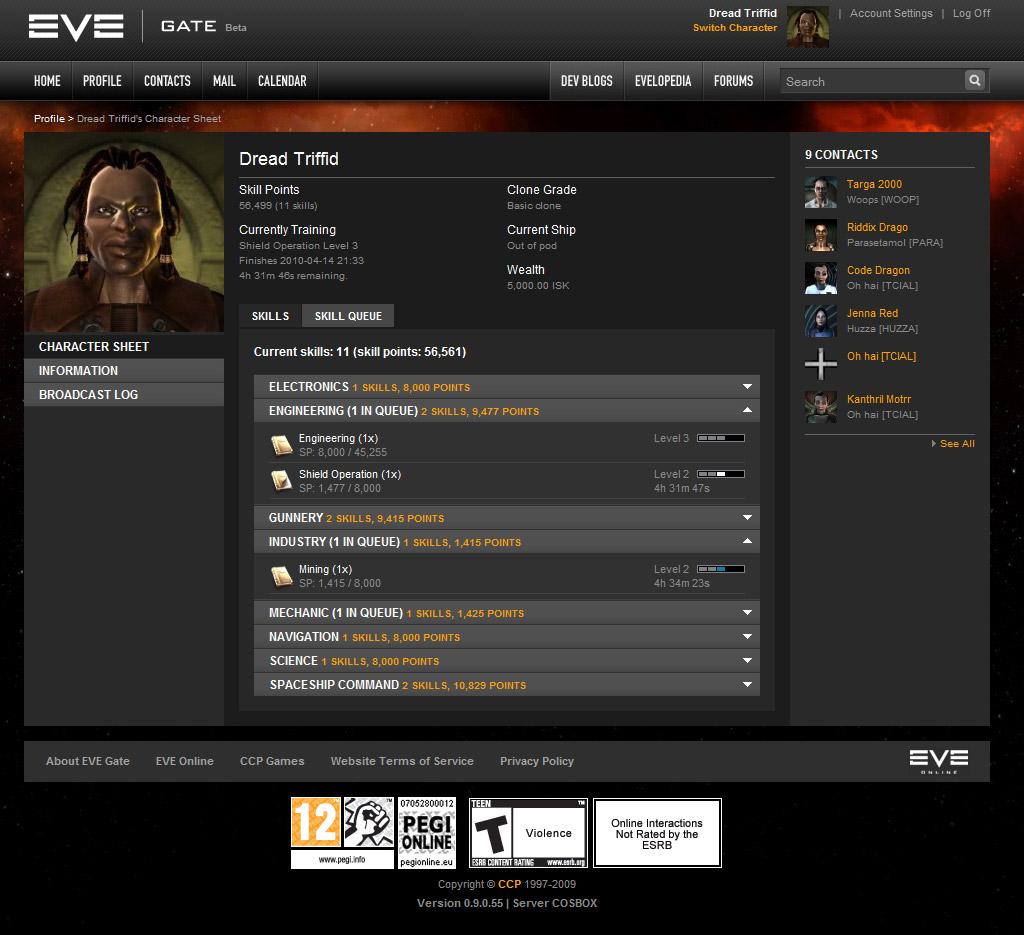 EVE GATE Beta
Dread Triffid
Switch Character
| Account Settings | Log Off
HOME PROFILE CONTACTS MAIL CALENDAR DEV BLOGS EVELOPEDIA FORUMS Search
Profile > Dread Triffid's Character Sheet
Dread Triffid
Skill Points
56,499 (11 skills)
Clone Grade
Basic clone
Currently Training
Shield Operation Level 3
Finishes 2010-04-14 21:33
4h 31m 46s remaining.
Current Ship
Out of pod
Wealth
5,000.00 ISK
CHARACTER SHEET
INFORMATION
BROADCAST LOG
SKILLS SKILL QUEUE
Current skills: 11 (skill points: 56,561)
ELECTRONICS 1 SKILLS, 8,000 POINTS
ENGINEERING (1 IN QUEUE) 2 SKILLS, 9,477 POINTS
Engineering (1x) Level 3
SP: 8,000 / 45,255
Shield Operation (1x) Level 2
SP: 1,477 / 8,000 4h 31m 47s
GUNNERY 2 SKILLS, 9,415 POINTS
INDUSTRY (1 IN QUEUE) 1 SKILLS, 1,415 POINTS
Mining (1x) Level 2
SP: 1,415 / 8,000 4h 34m 23s
MECHANIC (1 IN QUEUE) 1 SKILLS, 1,425 POINTS
NAVIGATION 1 SKILLS, 8,000 POINTS
SCIENCE 1 SKILLS, 8,000 POINTS
SPACESHIP COMMAND 2 SKILLS, 10,829 POINTS
9 CONTACTS
Targa 2000
Woops [WOOP]
Riddix Drago
Parasetamol [PARA]
Code Dragon
Oh hai [TCIAL]
Jenna Red
Huzza [HUZZA]
Oh hai [TCIAL]
Kanthril Motrr
Oh hai [TCIAL]
See All
About EVE Gate EVE Online CCP Games Website Terms of Service Privacy Policy
EVE
ONLINE
12
www.pegi.info
07052800012
PEGI
ONLINE
pegionline.eu
TEEN TM
T
Violence
ESRB CONTENT RATING www.esrb.org
Online Interactions
Not Rated by the
ESRB
Copyright © CCP 1997-2009
Version 0.9.0.55 | Server COSBOX